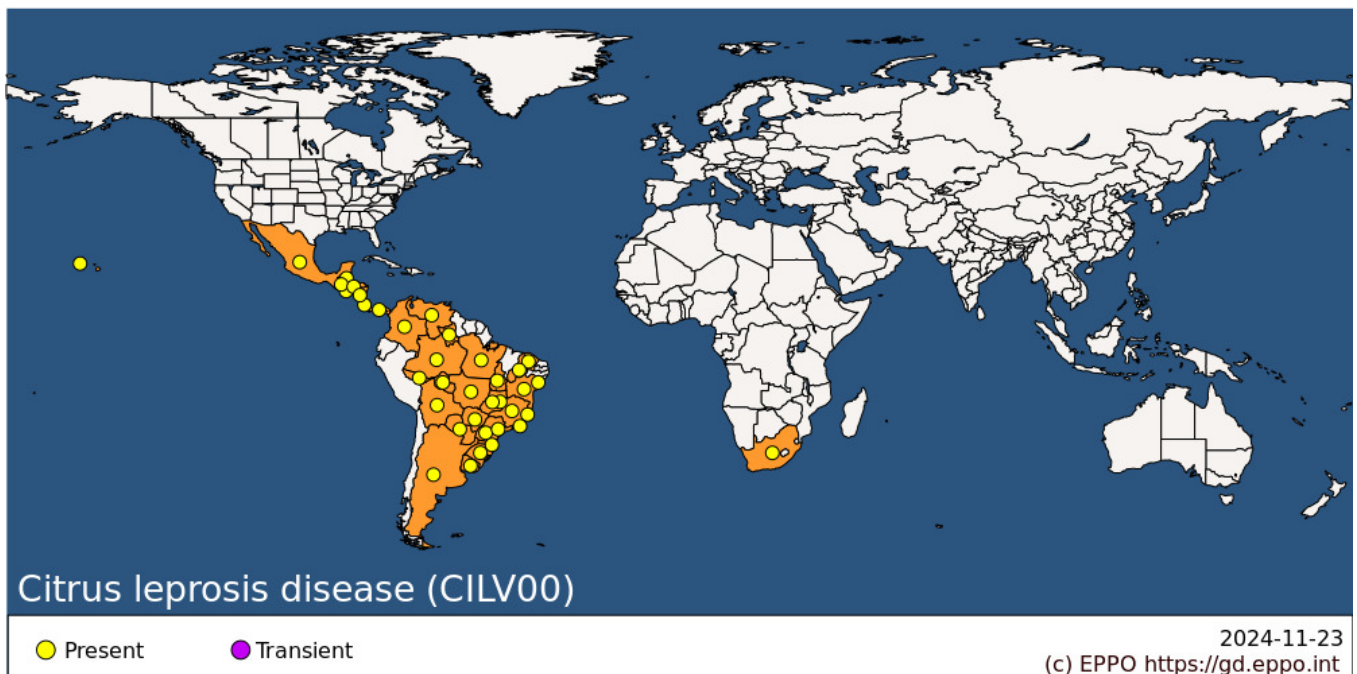 Citrus leprosis disease (CILV00)
Present
Transient
2024-11-23
(c) EPPO https://gd.eppo.int